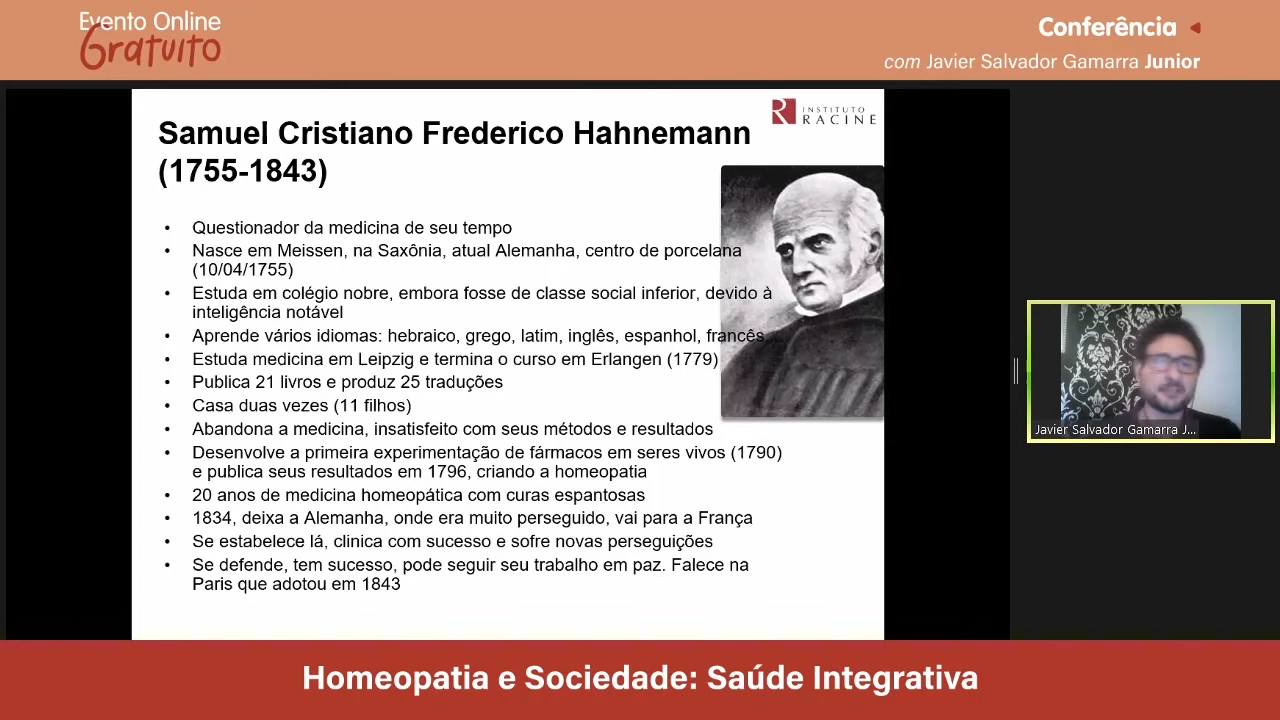 Evento Online
Gratuito
Conferência
com Javier Salvador Gamarra Junior
INSTITUTO
RACINE
Samuel Cristiano Frederico Hahnemann
(1755-1843)
• Questionador da medicina de seu tempo
• Nasce em Meissen, na Saxônia, atual Alemanha, centro de porcelana
(10/04/1755)
• Estuda em colégio nobre, embora fosse de classe social inferior, devido à
inteligência notável
• Aprende vários idiomas: hebraico, grego, latim, inglês, espanhol, francês...
• Estuda medicina em Leipzig e termina o curso em Erlangen (1779)
• Publica 21 livros e produz 25 traduções
• Casa duas vezes (11 filhos)
• Abandona a medicina, insatisfeito com seus métodos e resultados
• Desenvolve a primeira experimentação de fármacos em seres vivos (1790)
e publica seus resultados em 1796, criando a homeopatia
• 20 anos de medicina homeopática com curas espantosas
• 1834, deixa a Alemanha, onde era muito perseguido, vai para a França
• Se estabelece lá, clinica com sucesso e sofre novas perseguições
• Se defende, tem sucesso, pode seguir seu trabalho em paz. Falece na
Paris que adotou em 1843
Javier Salvador Gamarra J...
Homeopatia e Sociedade: Saúde Integrativa